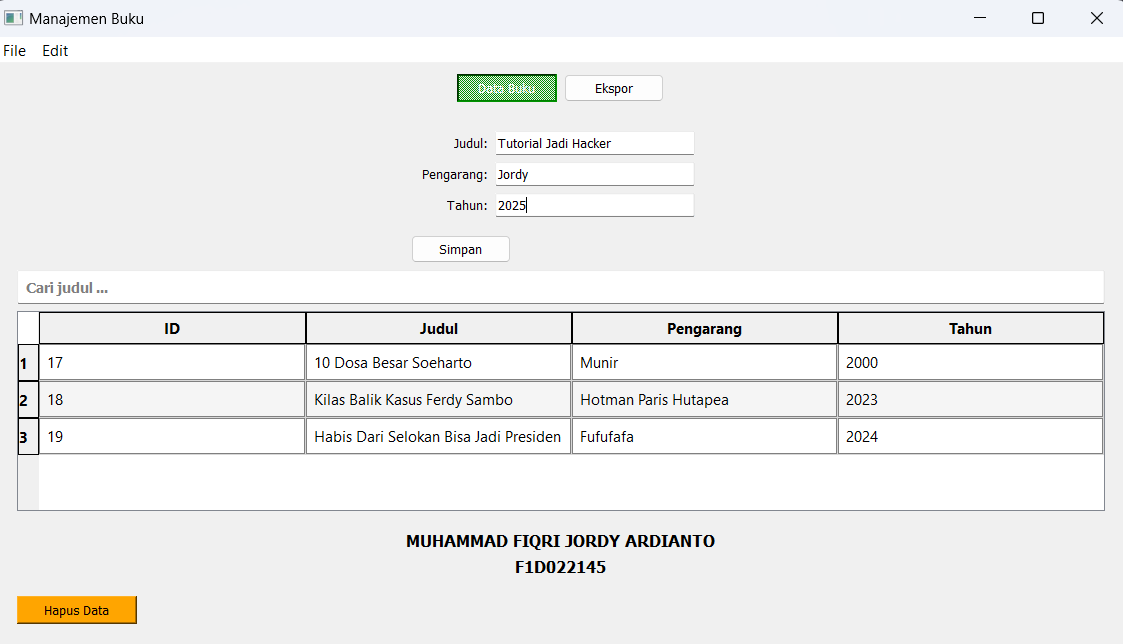 Manajemen Buku
File Edit
Data Buku Ekspor
Judul: Tutorial Jadi Hacker
Pengarang: Jordy
Tahun: 2025
Simpan
Cari judul ...
ID Judul Pengarang Tahun
1 17 10 Dosa Besar Soeharto Munir 2000
2 18 Kilas Balik Kasus Ferdy Sambo Hotman Paris Hutapea 2023
3 19 Habis Dari Selokan Bisa Jadi Presiden Fufufafa 2024
MUHAMMAD FIQRI JORDY ARDIANTO
F1D022145
Hapus Data